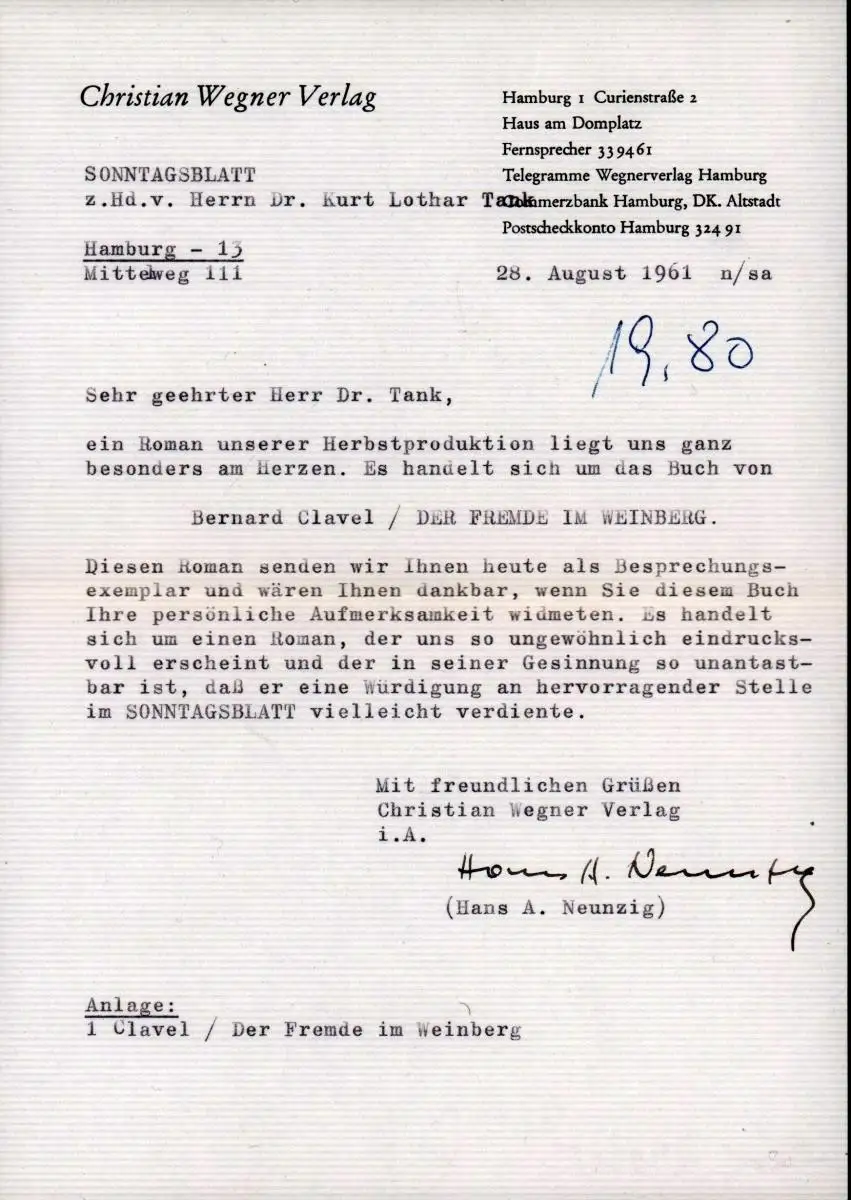 Christian Wegner Verlag
Hamburg 1 Curienstraße 2
Haus am Domplatz
Fernsprecher 33 94 61
Telegramme Wegnerverlag Hamburg
Commerzbank Hamburg, DK. Altstadt
Postscheckkonto Hamburg 324 91
SONNTAGSBLATT
z.Hd.v. Herrn Dr. Kurt Lothar Tank
Hamburg - 13
Mittelweg 111
28. August 1961 n/sa
19,80
Sehr geehrter Herr Dr. Tank,
ein Roman unserer Herbstproduktion liegt uns ganz
besonders am Herzen. Es handelt sich um das Buch von
Bernard Clavel / DER FREMDE IM WEINBERG.
Diesen Roman senden wir Ihnen heute als Besprechungs-
exemplar und wären Ihnen dankbar, wenn Sie diesem Buch
Ihre persönliche Aufmerksamkeit widmeten. Es handelt
sich um einen Roman, der uns so ungewöhnlich eindrucks-
voll erscheint und der in seiner Gesinnung so unantast-
bar ist, daß er eine Würdigung an hervorragender Stelle
im SONNTAGSBLATT vielleicht verdiente.
Mit freundlichen Grüßen
Christian Wegner Verlag
i.A.
Hans A. Neunzig
(Hans A. Neunzig)
Anlage:
1 Clavel / Der Fremde im Weinberg